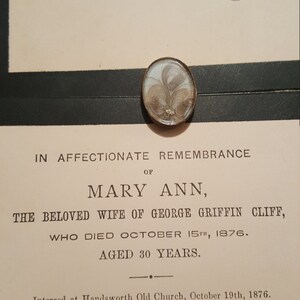 IN AFFECTIONATE REMEMBRANCE
OF
MARY ANN,
THE BELOVED WIFE OF GEORGE GRIFFIN CLIFF,
WHO DIED OCTOBER 15TH, 1876.
AGED 30 YEARS.
Interred at Handsworth Old Church, October 19th, 1876.